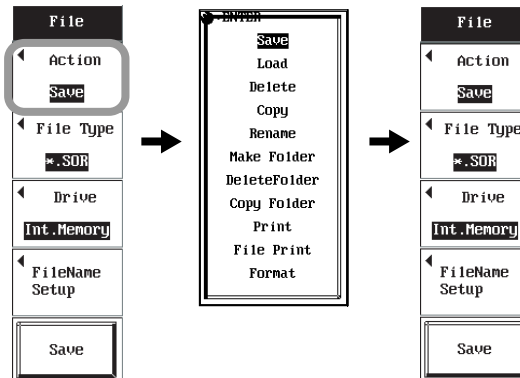 File
Action
Save
File Type
*.SOR
Drive
Int.Memory
FileName
Setup
Save
:ENTER
Save
Load
Delete
Copy
Rename
Make Folder
DeleteFolder
Copy Folder
Print
File Print
Format
File
Action
Save
File Type
*.SOR
Drive
Int.Memory
FileName
Setup
Save